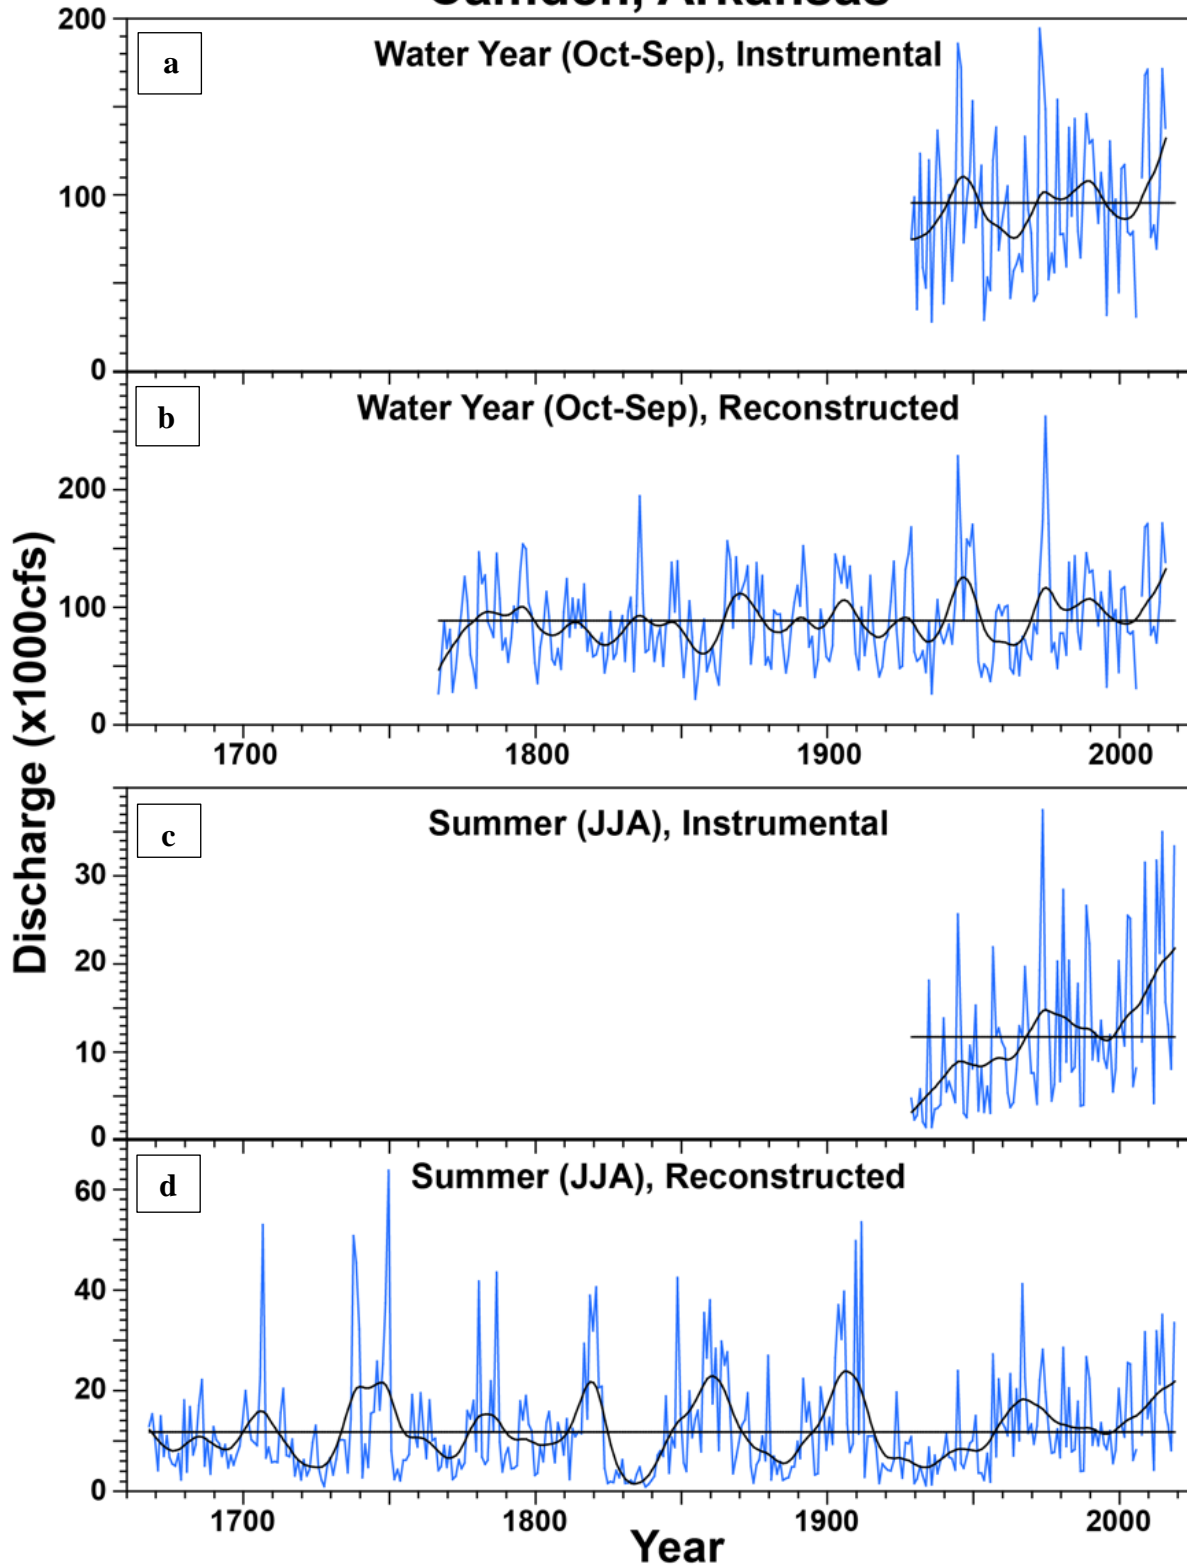 Camden, Arkansas
200
a
Water Year (Oct-Sep), Instrumental
100
0
b
Water Year (Oct-Sep), Reconstructed
200
100
0
1700 1800 1900 2000
Discharge (x1000cfs)
c
Summer (JJA), Instrumental
30
20
10
0
d
Summer (JJA), Reconstructed
60
40
20
0
1700 1800 1900 2000
Year